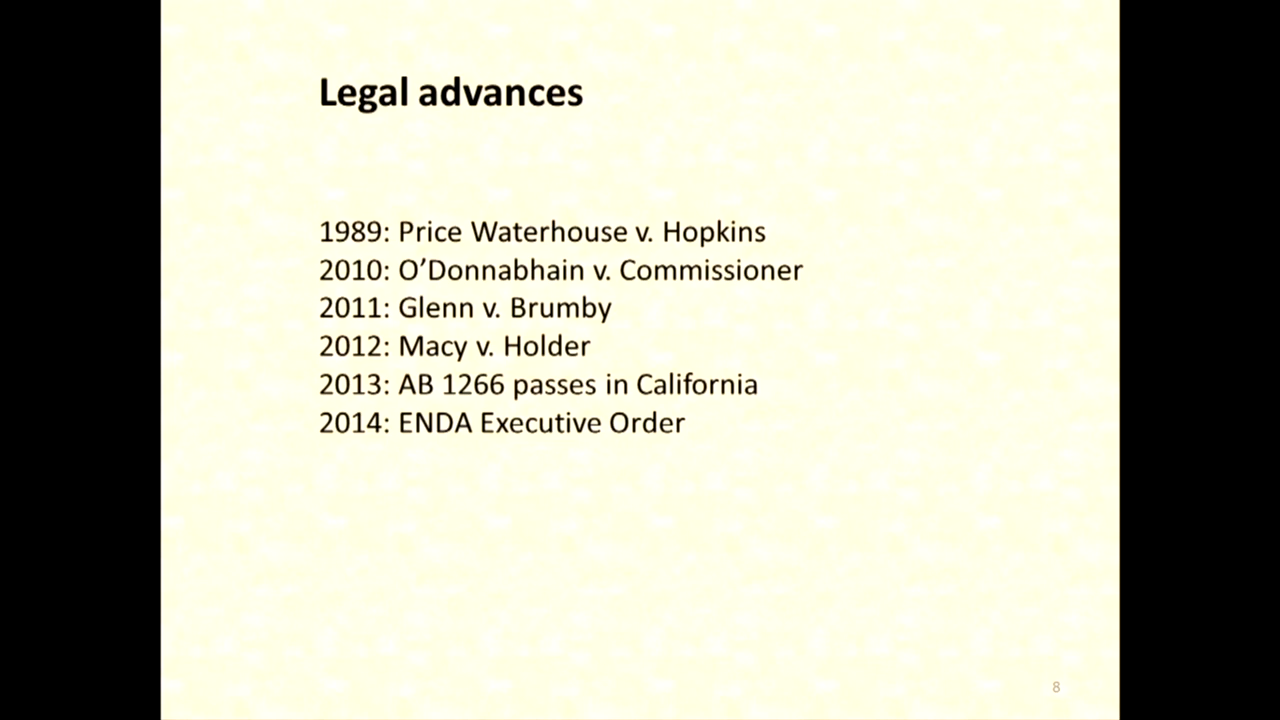 Legal advances
1989: Price Waterhouse v. Hopkins
2010: O’Donnabhain v. Commissioner
2011: Glenn v. Brumby
2012: Macy v. Holder
2013: AB 1266 passes in California
2014: ENDA Executive Order
8